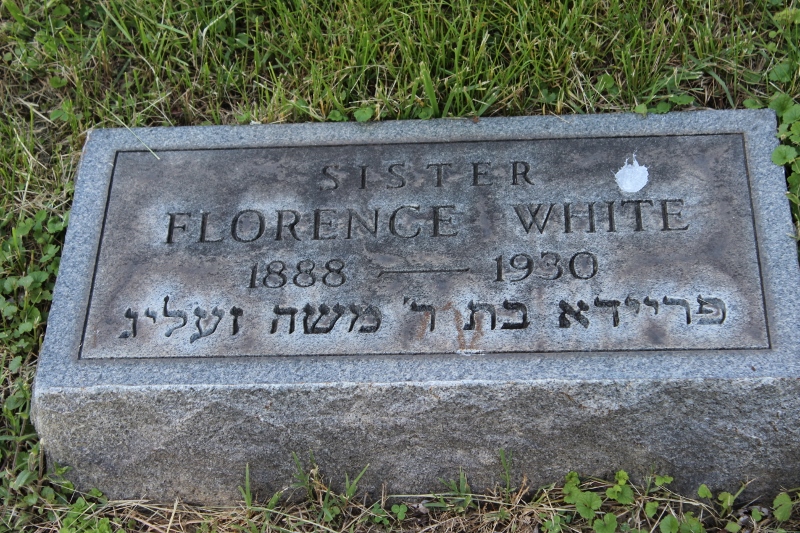 SISTER
FLORENCE WHITE
1888 — 1930
פריידא בת ר' משה זעליג